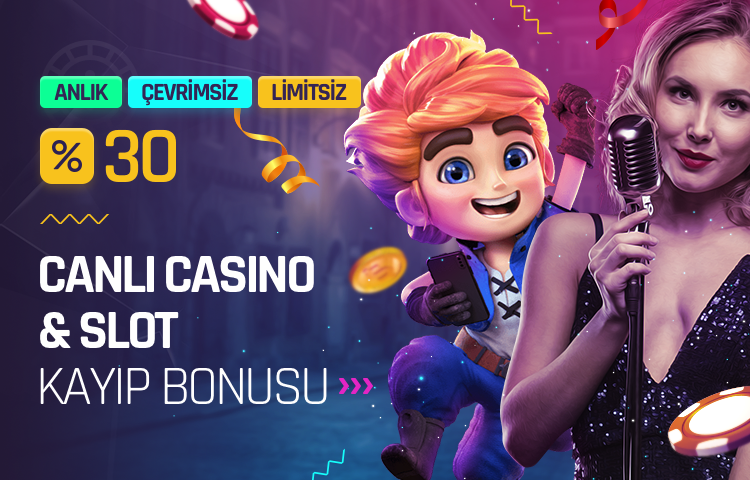 ANLIK ÇEVRİMSİZ LİMİTSİZ
% 30
CANLI CASINO
& SLOT
KAYIP BONUSU